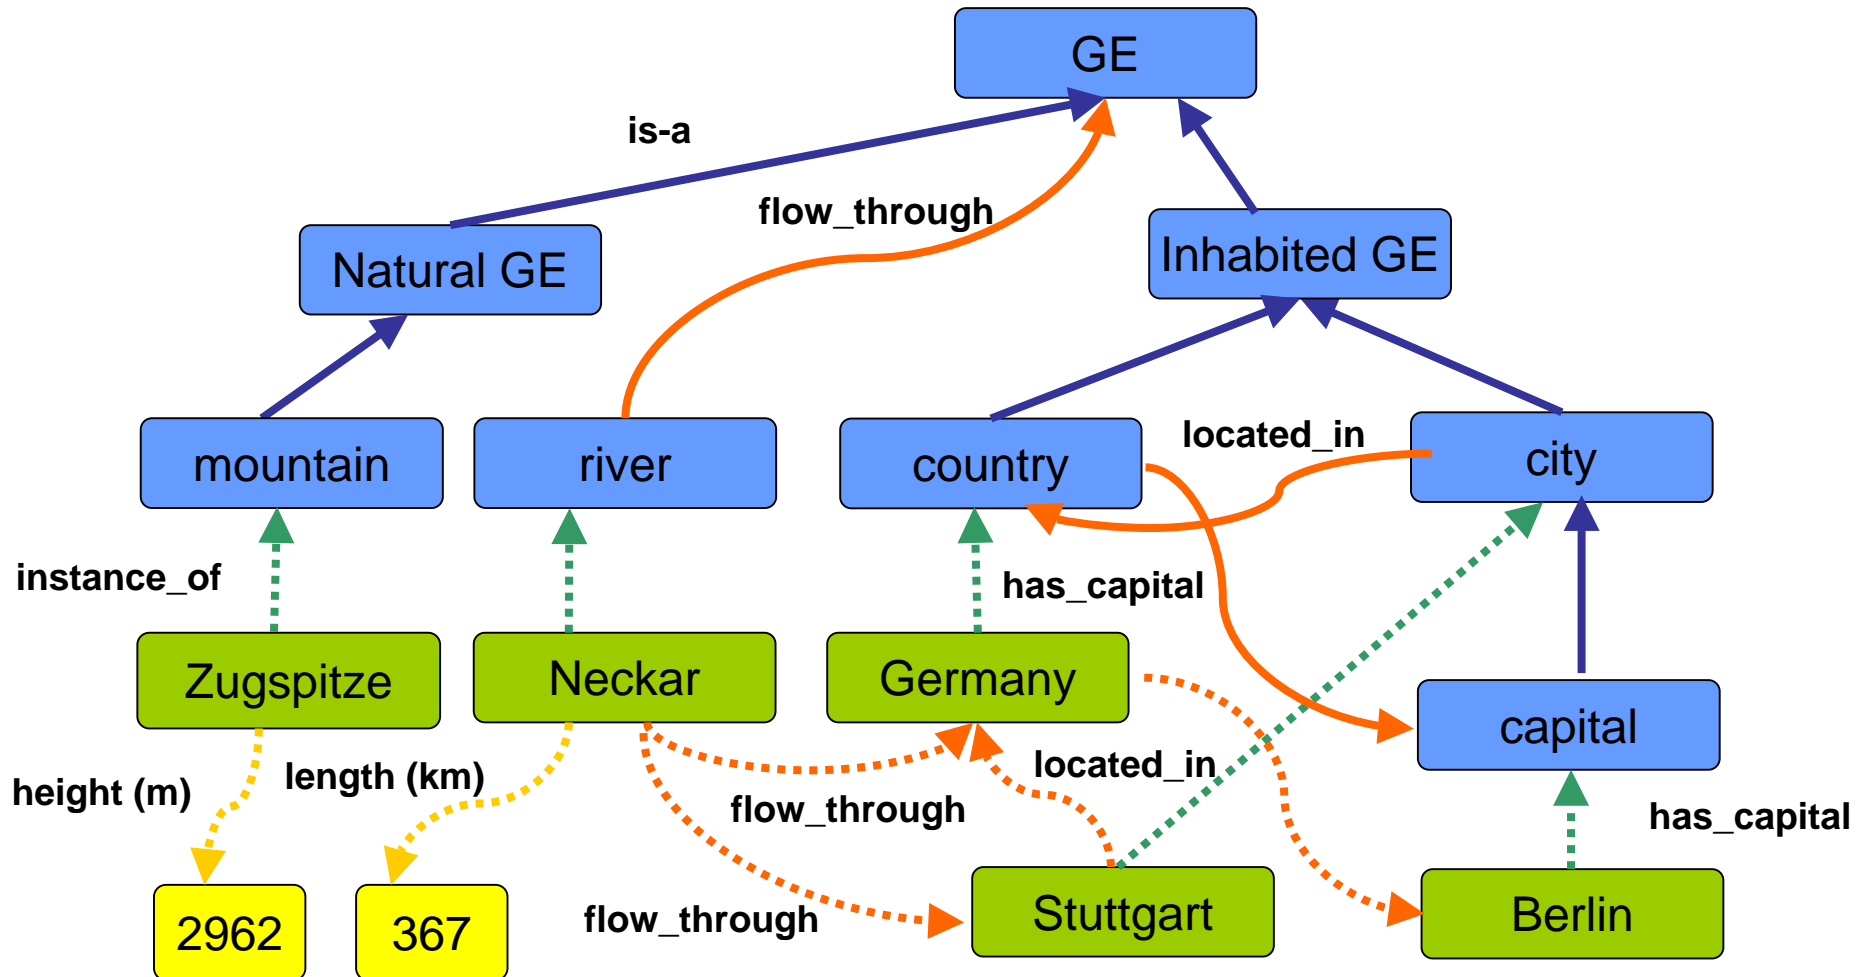 GE
is-a
flow_through
Natural GE
Inhabited GE
located_in
mountain
river
country
city
instance_of
has_capital
Zugspitze
Neckar
Germany
capital
height (m)
length (km)
located_in
flow_through
has_capital
2962
367
flow_through
Stuttgart
Berlin